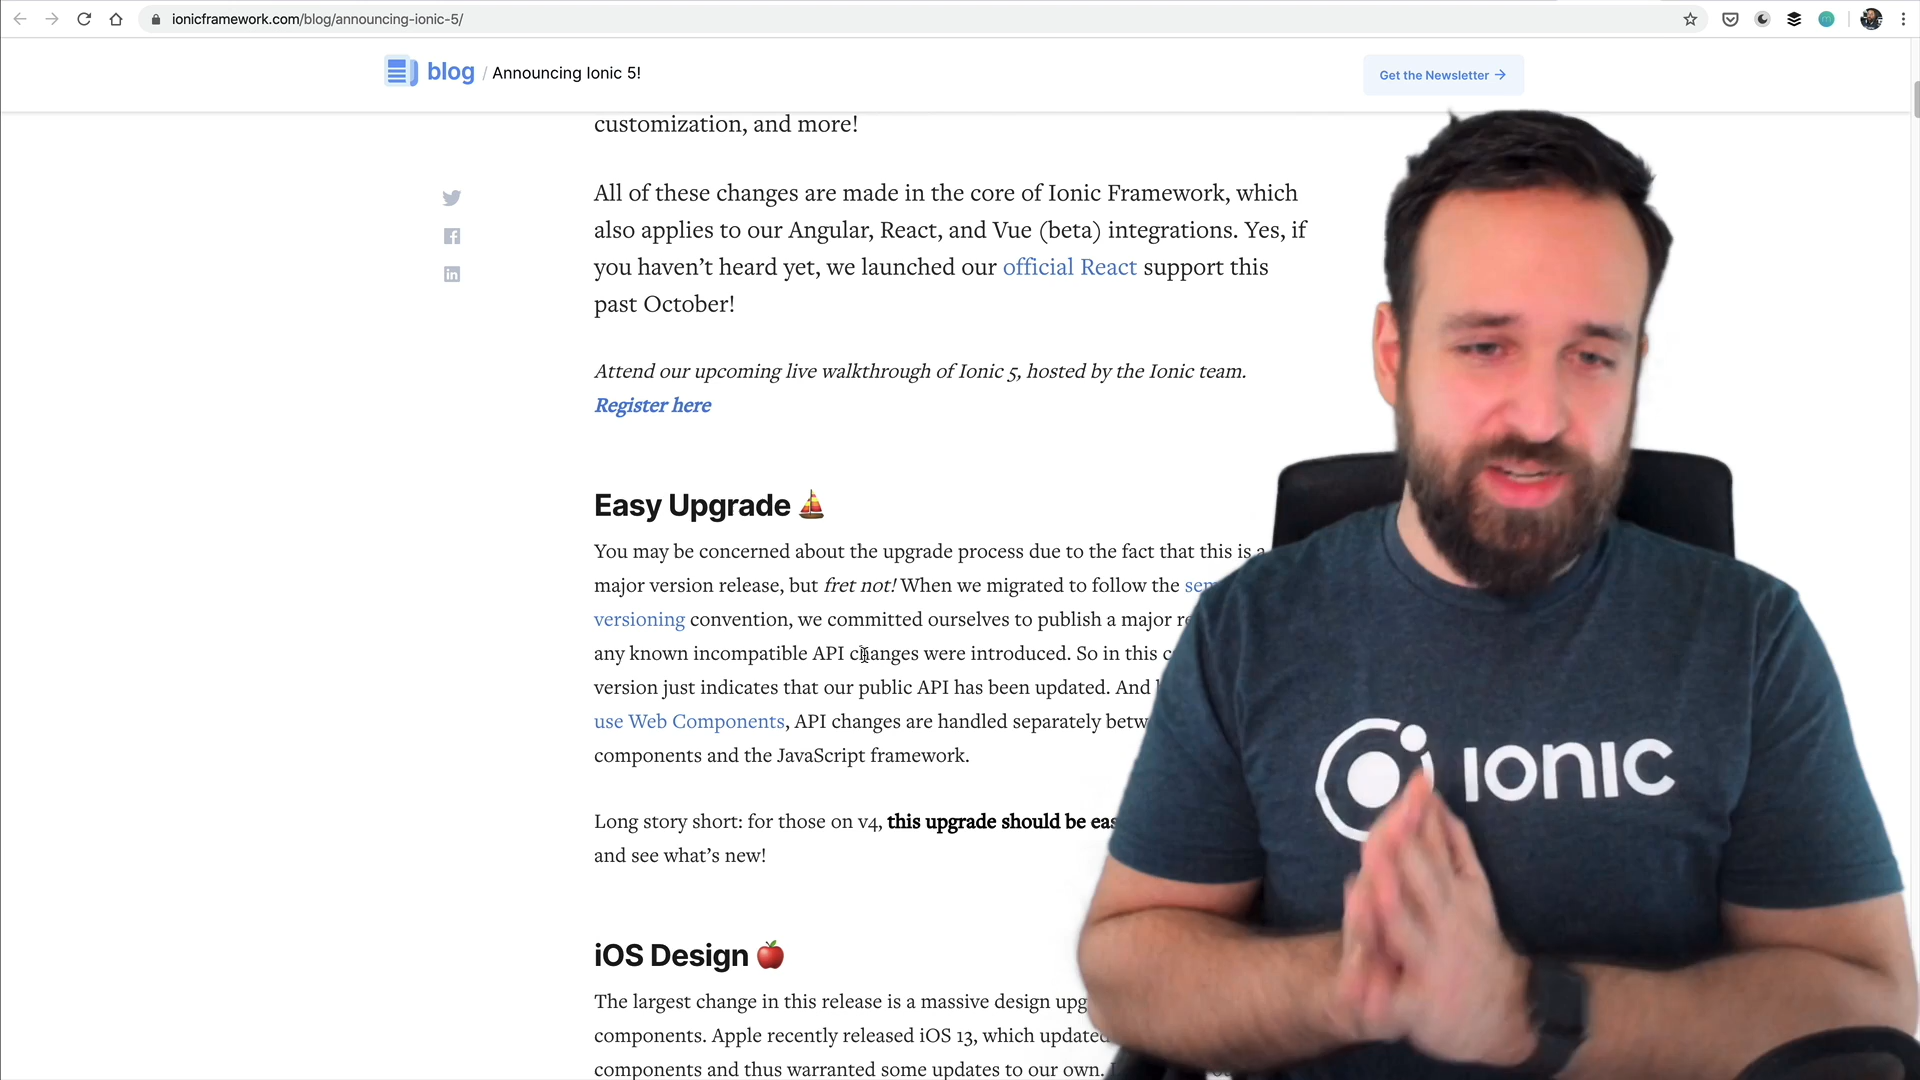 ionicframework.com/blog/announcing-ionic-5/
blog / Announcing Ionic 5!
Get the Newsletter →
customization, and more!
All of these changes are made in the core of Ionic Framework, which
also applies to our Angular, React, and Vue (beta) integrations. Yes, if
you haven’t heard yet, we launched our official React support this
past October!
Attend our upcoming live walkthrough of Ionic 5, hosted by the Ionic team.
Register here
Easy Upgrade
You may be concerned about the upgrade process due to the fact that this is a
major version release, but fret not! When we migrated to follow the
versioning convention, we committed ourselves to publish a major
any known incompatible API changes were introduced. So in this
version just indicates that our public API has been updated. And
use Web Components, API changes are handled separately
components and the JavaScript framework.
Long story short: for those on v4, this upgrade should be
and see what’s new!
iOS Design
The largest change in this release is a massive design
components. Apple recently released iOS 13, which updated
components and thus warranted some updates to our own.
IONIC